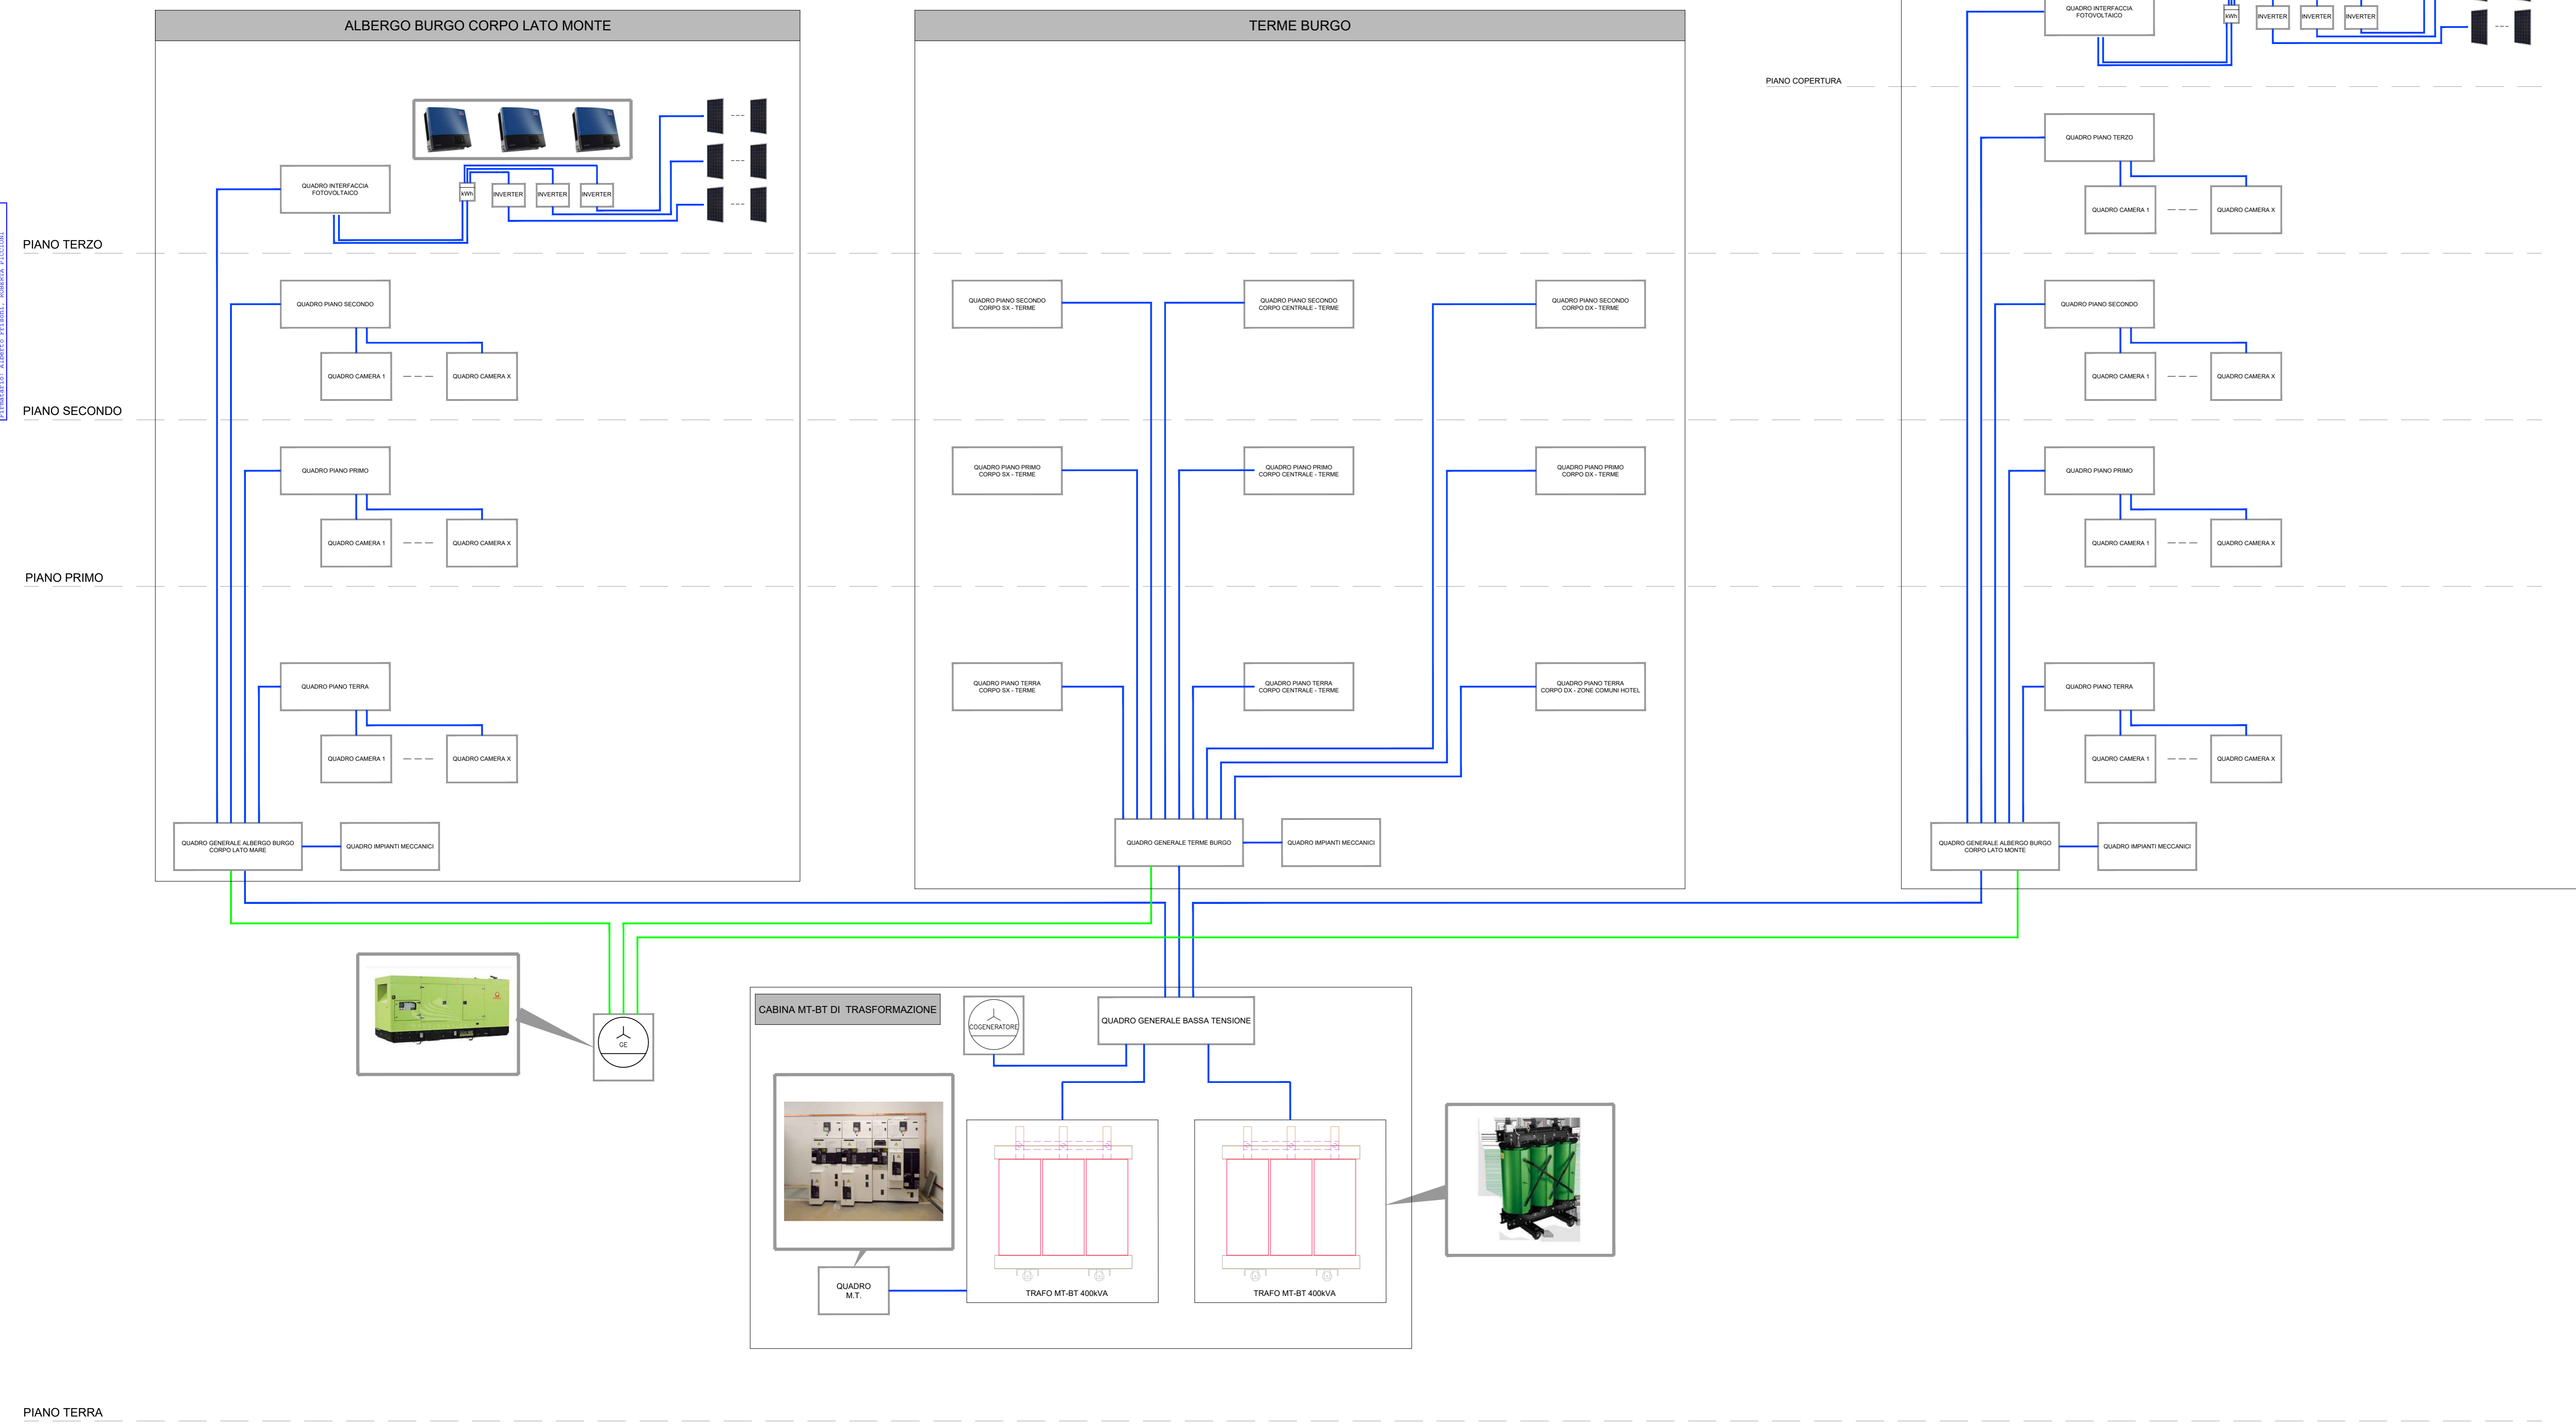 ALBERGO BURGO CORPO LATO MONTE
TERME BURGO
QUADRO INTERFACCIA
FOTOVOLTAICO
kWh
INVERTER
INVERTER
INVERTER
PIANO COPERTURA
QUADRO INTERFACCIA
FOTOVOLTAICO
kWh
INVERTER
INVERTER
INVERTER
QUADRO PIANO TERZO
QUADRO CAMERA 1
QUADRO CAMERA X
PIANO TERZO
QUADRO PIANO SECONDO
QUADRO CAMERA 1
QUADRO CAMERA X
QUADRO PIANO SECONDO
CORPO SX - TERME
QUADRO PIANO SECONDO
CORPO CENTRALE - TERME
QUADRO PIANO SECONDO
CORPO DX - TERME
QUADRO PIANO SECONDO
QUADRO CAMERA 1
QUADRO CAMERA X
PIANO SECONDO
QUADRO PIANO PRIMO
QUADRO CAMERA 1
QUADRO CAMERA X
QUADRO PIANO PRIMO
CORPO SX - TERME
QUADRO PIANO PRIMO
CORPO CENTRALE - TERME
QUADRO PIANO PRIMO
CORPO DX - TERME
QUADRO PIANO PRIMO
QUADRO CAMERA 1
QUADRO CAMERA X
PIANO PRIMO
QUADRO PIANO TERRA
QUADRO CAMERA 1
QUADRO CAMERA X
QUADRO PIANO TERRA
CORPO SX - TERME
QUADRO PIANO TERRA
CORPO CENTRALE - TERME
QUADRO PIANO TERRA
CORPO DX - ZONE COMUNI HOTEL
QUADRO PIANO TERRA
QUADRO CAMERA 1
QUADRO CAMERA X
QUADRO GENERALE ALBERGO BURGO
CORPO LATO MARE
QUADRO IMPIANTI MECCANICI
QUADRO GENERALE TERME BURGO
QUADRO IMPIANTI MECCANICI
QUADRO GENERALE ALBERGO BURGO
CORPO LATO MONTE
QUADRO IMPIANTI MECCANICI
GE
CABINA MT-BT DI TRASFORMAZIONE
COGENERATORE
QUADRO GENERALE BASSA TENSIONE
QUADRO
M.T.
TRAFO MT-BT 400kVA
TRAFO MT-BT 400kVA
PIANO TERRA